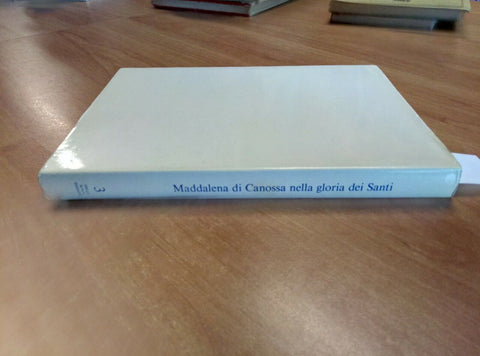 Maddalena di Canossa nella gloria dei Santi
3